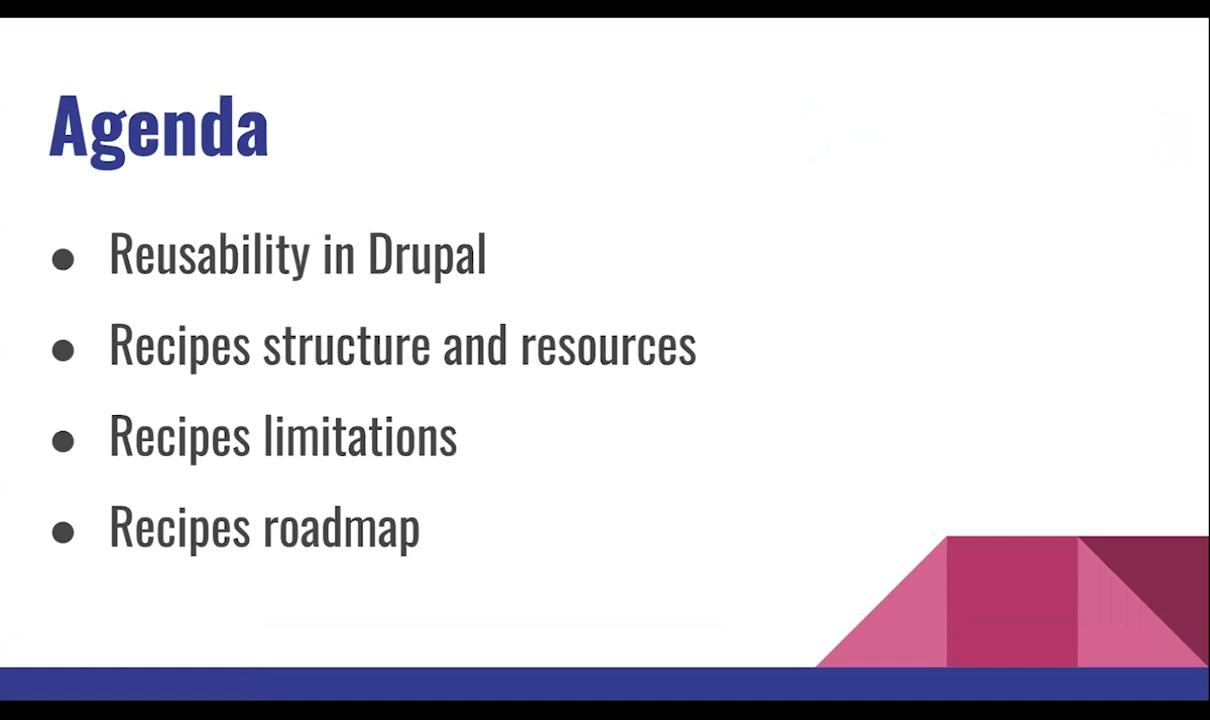 Agenda
● Reusability in Drupal
● Recipes structure and resources
● Recipes limitations
● Recipes roadmap